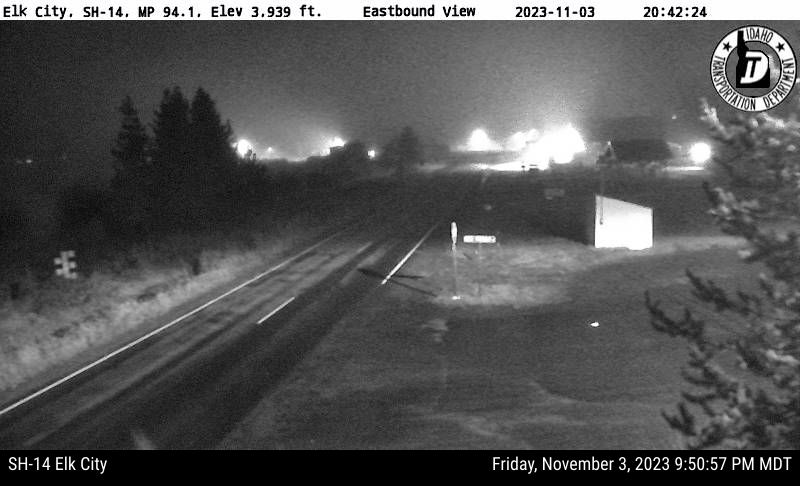 Elk City, SH-14, MP 94.1, Elev 3,939 ft. Eastbound View 2023-11-03 20:42:24
IDAHO
TRANSPORTATION DEPARTMENT
SH-14 Elk City
Friday, November 3, 2023 9:50:57 PM MDT